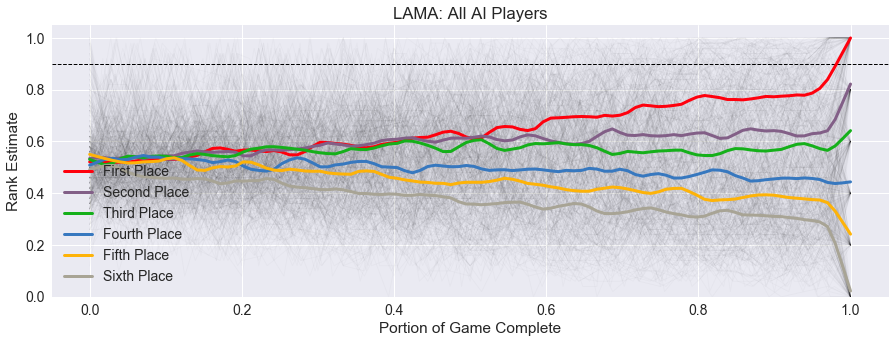 LAMA: All AI Players
Rank Estimate
1.0
0.8
0.6
0.4
0.2
0.0
First Place
Second Place
Third Place
Fourth Place
Fifth Place
Sixth Place
0.0 0.2 0.4 0.6 0.8 1.0
Portion of Game Complete